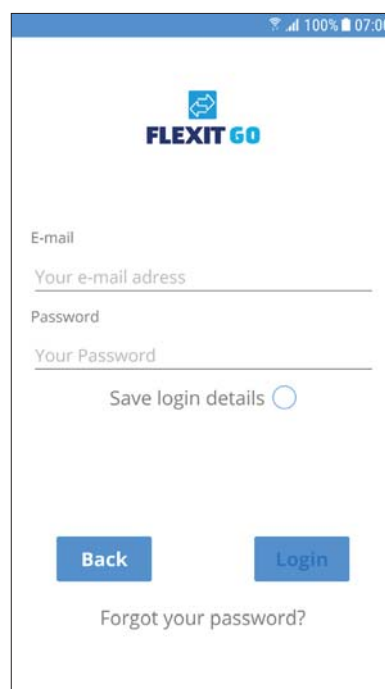 100% 07:00
FLEXIT GO
E-mail
Your e-mail adress
Password
Your Password
Save login details
Back Login
Forgot your password?